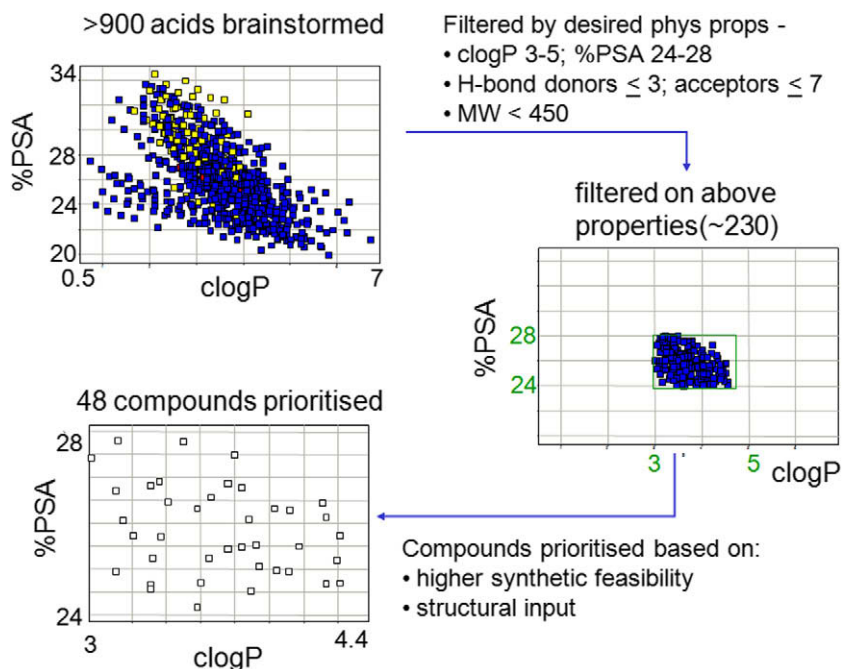 >900 acids brainstormed
34
28
24
20
%PSA
0.5
7
clogP
Filtered by desired phys props -
• clogP 3-5; %PSA 24-28
• H-bond donors ≤ 3; acceptors ≤ 7
• MW < 450
filtered on above
properties(~230)
%PSA
28
24
3
5
clogP
48 compounds prioritised
28
%PSA
24
3
4.4
clogP
Compounds prioritised based on:
• higher synthetic feasibility
• structural input